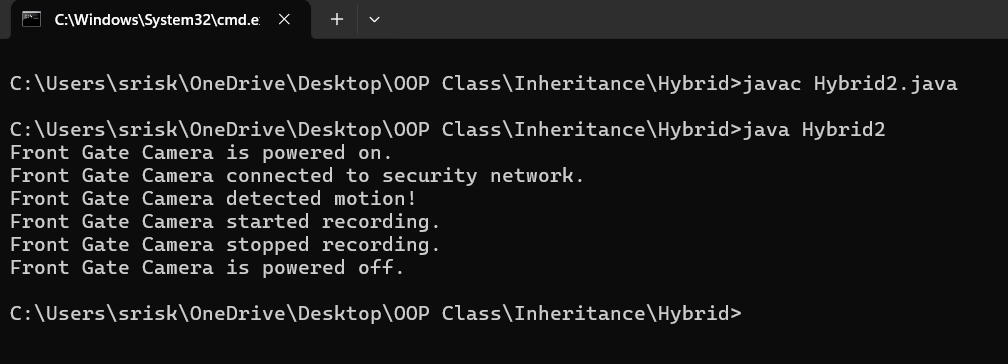 C:\Windows\System32\cmd.e
C:\Users\srisk\OneDrive\Desktop\OOP Class\Inheritance\Hybrid>javac Hybrid2.java
C:\Users\srisk\OneDrive\Desktop\OOP Class\Inheritance\Hybrid>java Hybrid2
Front Gate Camera is powered on.
Front Gate Camera connected to security network.
Front Gate Camera detected motion!
Front Gate Camera started recording.
Front Gate Camera stopped recording.
Front Gate Camera is powered off.
C:\Users\srisk\OneDrive\Desktop\OOP Class\Inheritance\Hybrid>